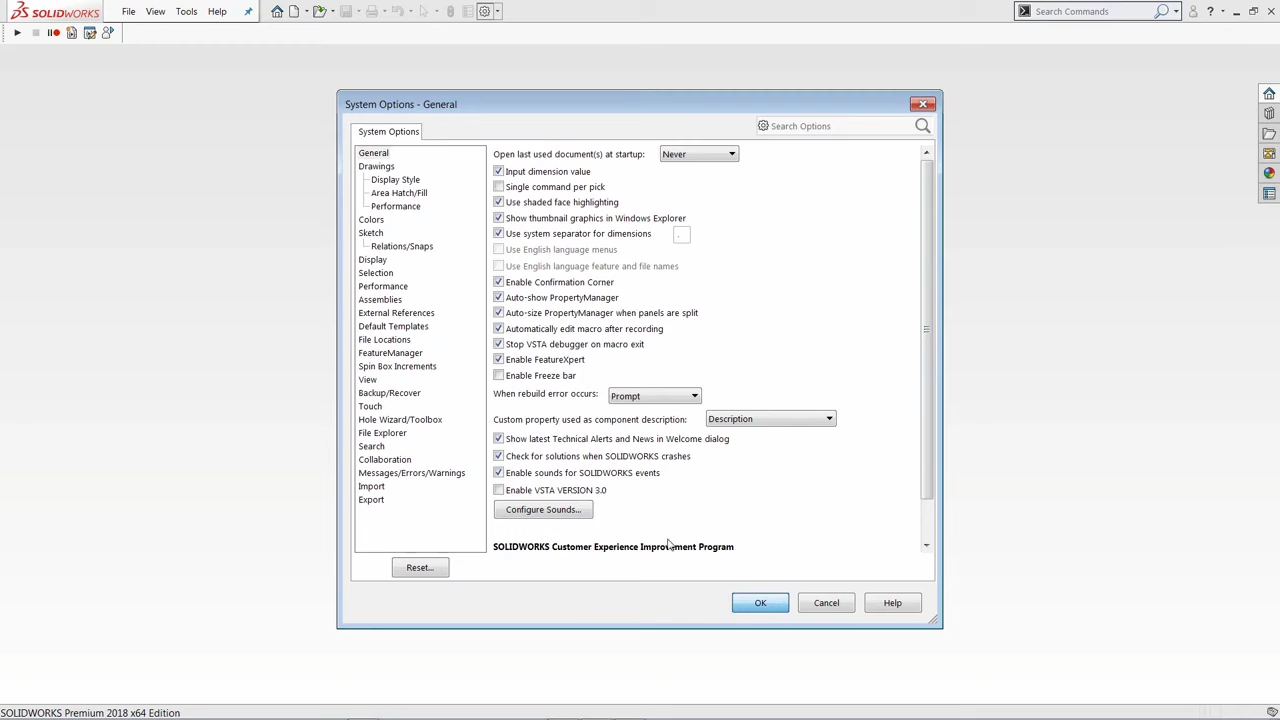 SOLIDWORKS File View Tools Help Search Commands ?
System Options - General
System Options
Search Options
General
Drawings
Display Style
Area Hatch/Fill
Performance
Colors
Sketch
Relations/Snaps
Display
Selection
Performance
Assemblies
External References
Default Templates
File Locations
FeatureManager
Spin Box Increments
View
Backup/Recover
Touch
Hole Wizard/Toolbox
File Explorer
Search
Collaboration
Messages/Errors/Warnings
Import
Export
Reset...
Open last used document(s) at startup: Never
Input dimension value
Single command per pick
Use shaded face highlighting
Show thumbnail graphics in Windows Explorer
Use system separator for dimensions .
Use English language menus
Use English language feature and file names
Enable Confirmation Corner
Auto-show PropertyManager
Auto-size PropertyManager when panels are split
Automatically edit macro after recording
Stop VSTA debugger on macro exit
Enable FeatureXpert
Enable Freeze bar
When rebuild error occurs: Prompt
Custom property used as component description: Description
Show latest Technical Alerts and News in Welcome dialog
Check for solutions when SOLIDWORKS crashes
Enable sounds for SOLIDWORKS events
Enable VSTA VERSION 3.0
Configure Sounds...
SOLIDWORKS Customer Experience Improvement Program
OK Cancel Help
SOLIDWORKS Premium 2018 x64 Edition